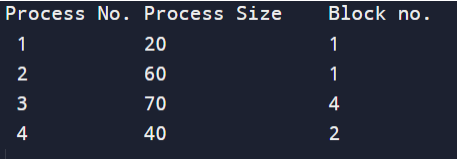 Process No. Process Size    Block no.
 1          20              1
 2          60              1
 3          70              4
 4          40              2